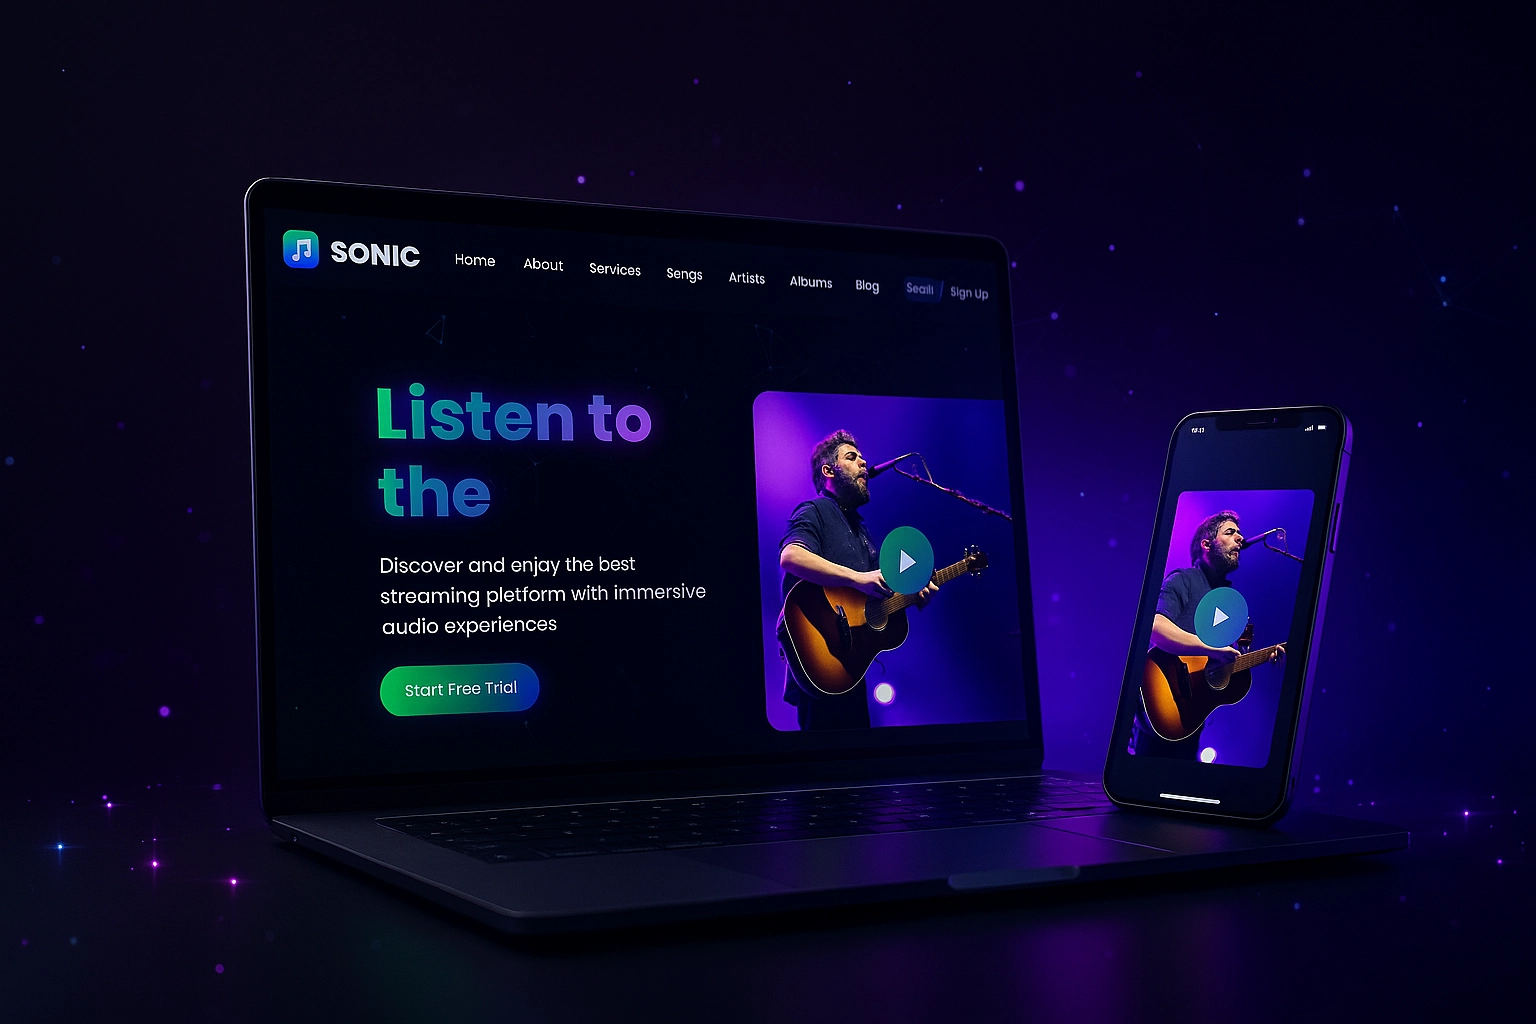 SONIC
Home About Services Sengs Artists Albums Blog Sign Up
Listen to
the
Discover and enjay the best
streaming pletform with immersive
audio experiences
Start Free Trial